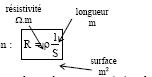 résistivité
Ω.m
longueur
m
n : R = ρ l/S
surface
m²